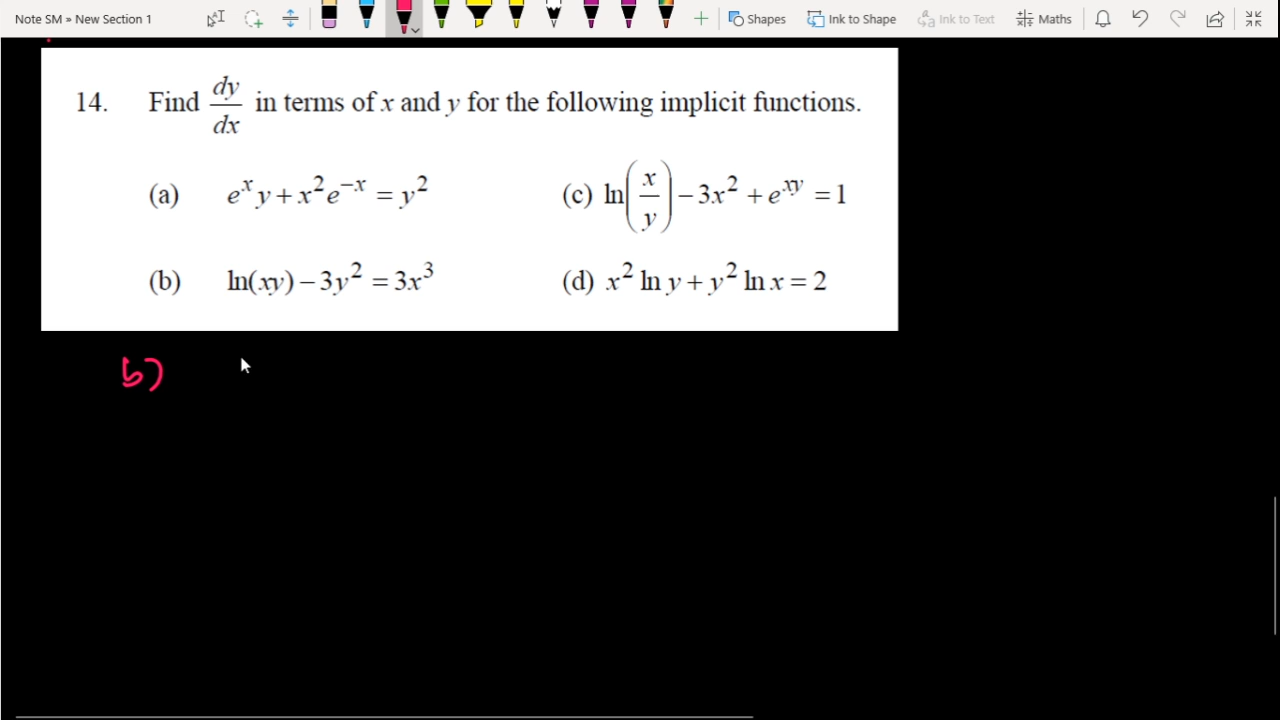 Note SM » New Section 1
Shapes Ink to Shape Ink to Text Maths
14. Find dy/dx in terms of x and y for the following implicit functions.
(a) e^x y + x^2 e^{-x} = y^2
(c) ln(x/y) − 3x^2 + e^{xy} = 1
(b) ln(xy) − 3y^2 = 3x^3
(d) x^2 ln y + y^2 ln x = 2
b)